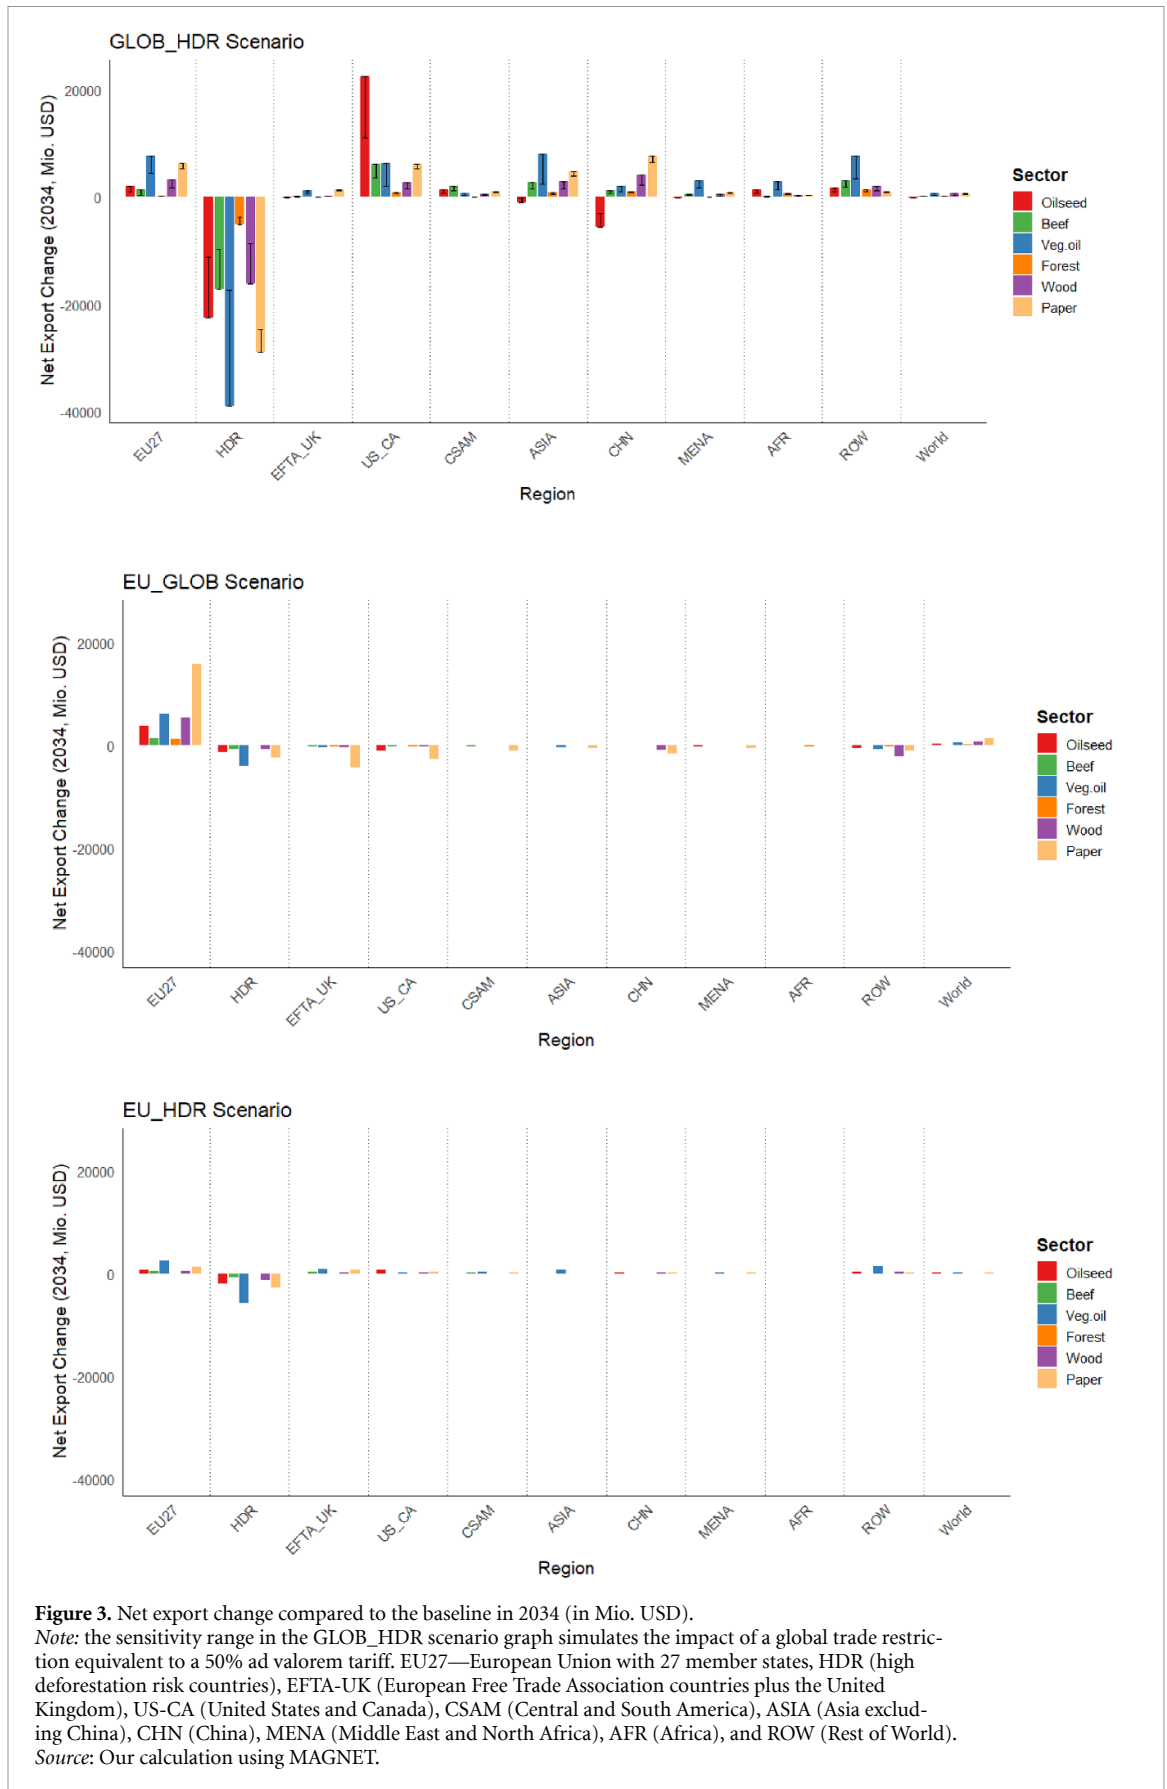 GLOB_HDR Scenario
Net Export Change (2034, Mio. USD)
20000
0
-20000
-40000
EU27
HDR
EFTA_UK
US_CA
CSAM
ASIA
CHN
MENA
AFR
ROW
World
Region
Sector
Oilseed
Beef
Veg.oil
Forest
Wood
Paper
EU_GLOB Scenario
Net Export Change (2034, Mio. USD)
20000
0
-20000
-40000
EU27
HDR
EFTA_UK
US_CA
CSAM
ASIA
CHN
MENA
AFR
ROW
World
Region
Sector
Oilseed
Beef
Veg.oil
Forest
Wood
Paper
EU_HDR Scenario
Net Export Change (2034, Mio. USD)
20000
0
-20000
-40000
EU27
HDR
EFTA_UK
US_CA
CSAM
ASIA
CHN
MENA
AFR
ROW
World
Region
Sector
Oilseed
Beef
Veg.oil
Forest
Wood
Paper
Figure 3. Net export change compared to the baseline in 2034 (in Mio. USD).
Note: the sensitivity range in the GLOB_HDR scenario graph simulates the impact of a global trade restric-
tion equivalent to a 50% ad valorem tariff. EU27—European Union with 27 member states, HDR (high
deforestation risk countries), EFTA-UK (European Free Trade Association countries plus the United
Kingdom), US-CA (United States and Canada), CSAM (Central and South America), ASIA (Asia exclud-
ing China), CHN (China), MENA (Middle East and North Africa), AFR (Africa), and ROW (Rest of World).
Source: Our calculation using MAGNET.